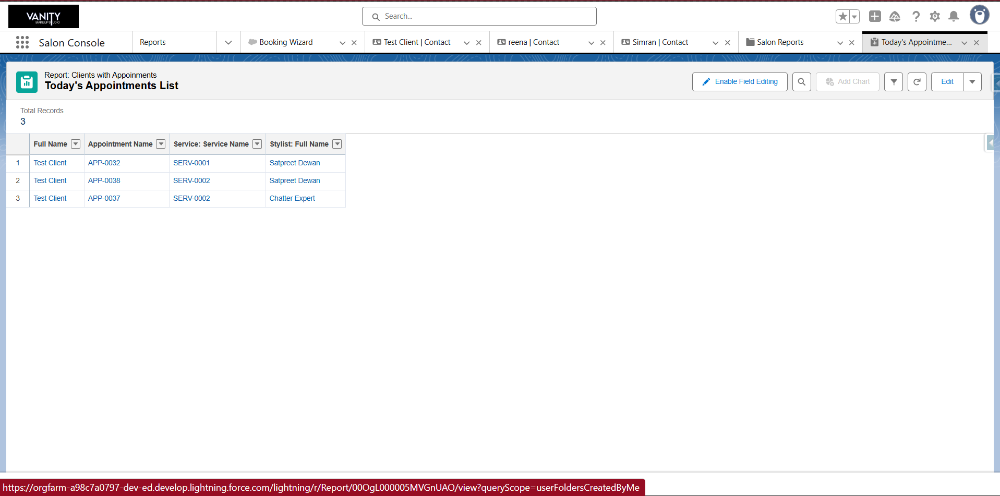 VANITY
MAKEUP STUDIO
Search...
Salon Console
Reports
Booking Wizard
Test Client | Contact
reena | Contact
Simran | Contact
Salon Reports
Today's Appointme...
Report: Clients with Appoinments
Today's Appointments List
Enable Field Editing
Add Chart
Edit
Total Records
3
Full Name Appointment Name Service: Service Name Stylist: Full Name
1 Test Client APP-0032 SERV-0001 Satpreet Dewan
2 Test Client APP-0038 SERV-0002 Satpreet Dewan
3 Test Client APP-0037 SERV-0002 Chatter Expert
https://orgfarm-a98c7a0797-dev-ed.develop.lightning.force.com/lightning/r/Report/00OgL000005MVGnUAO/view?queryScope=userFoldersCreatedByMe